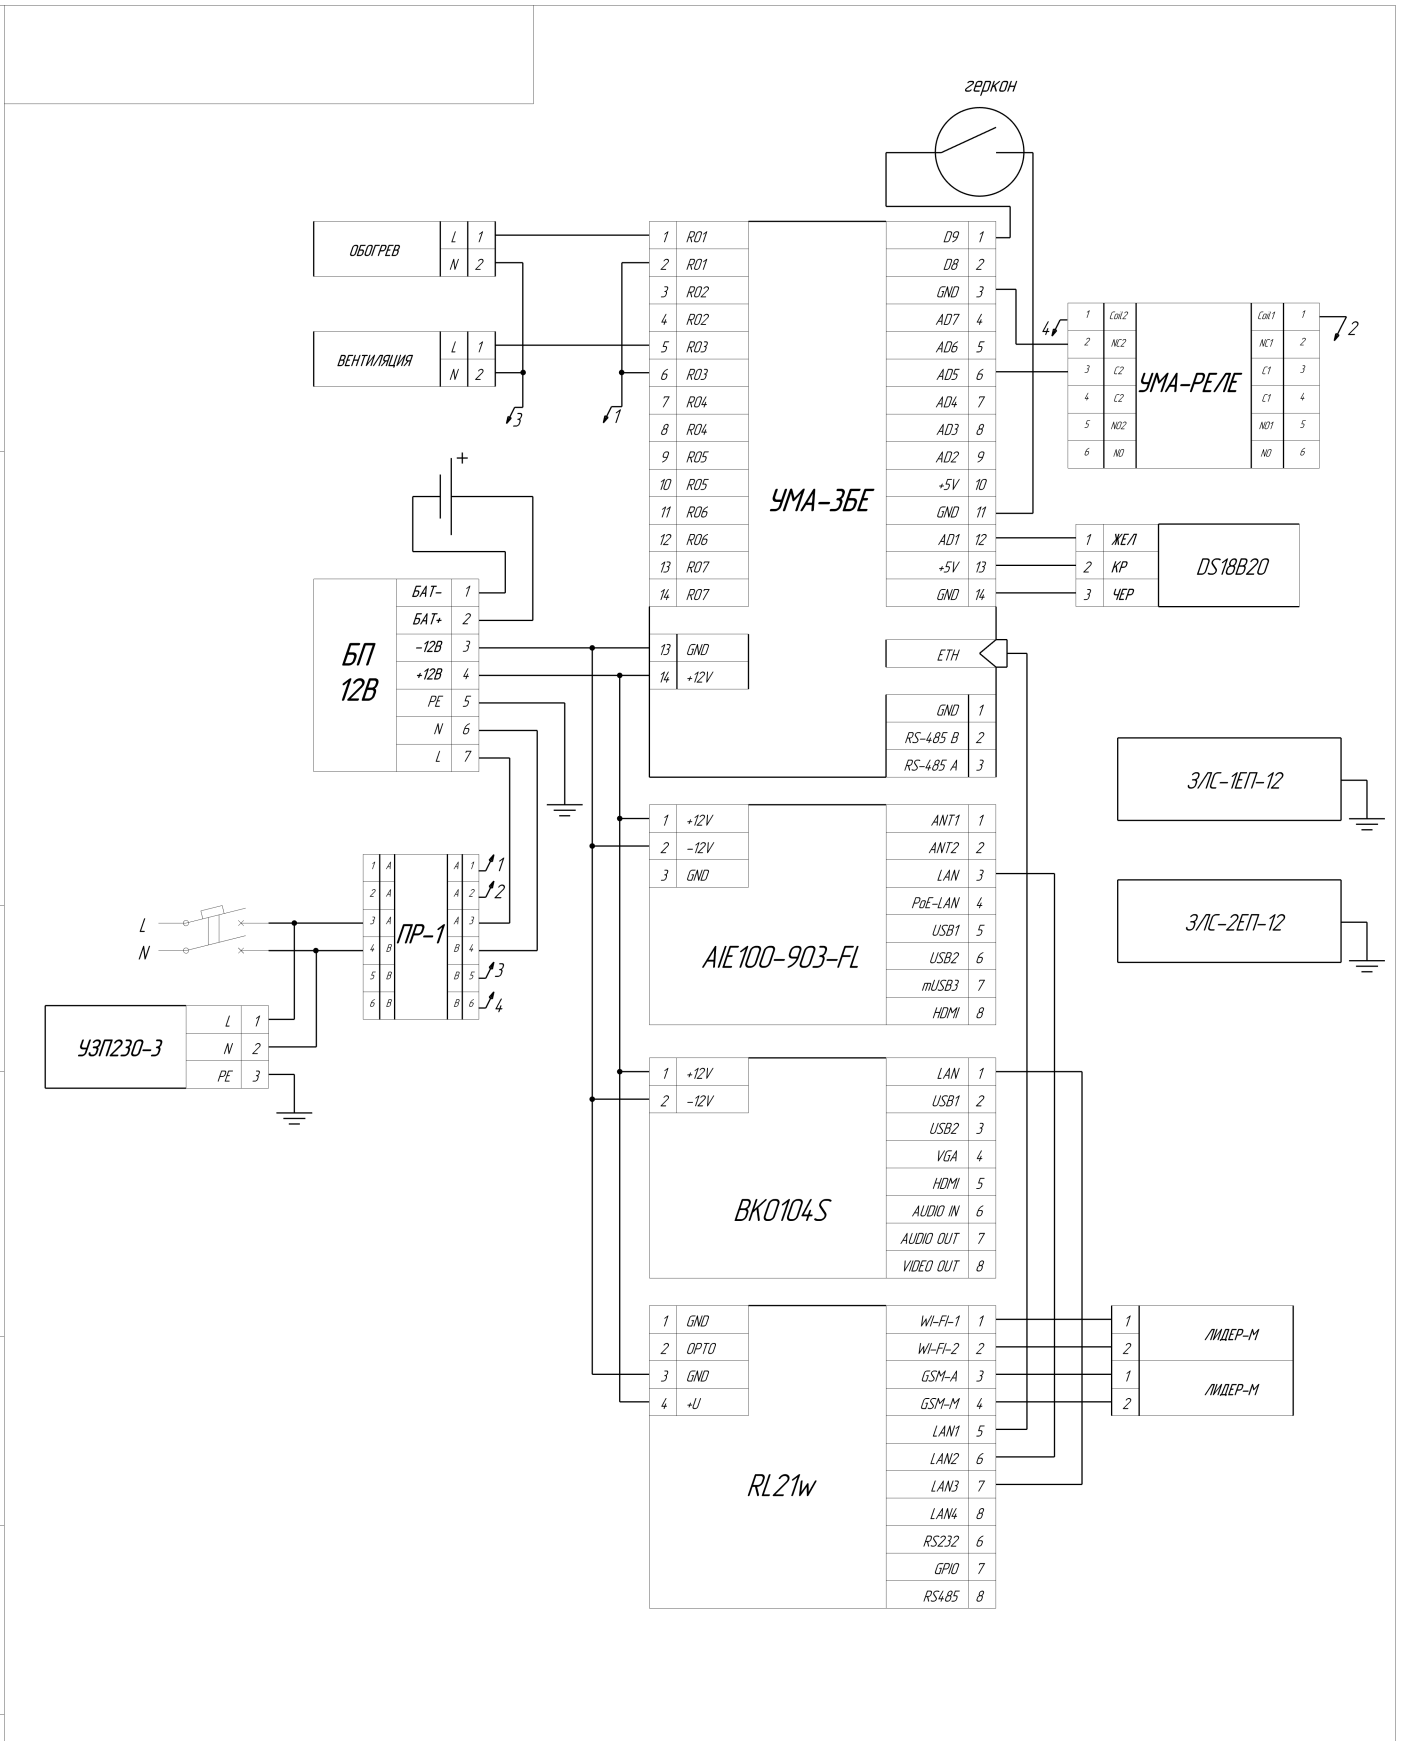 геркон
ОБОГРЕВ
L 1
N 2
ВЕНТИЛЯЦИЯ
L 1
N 2
3
1
УМА-3БЕ
1 RO1
2 RO1
3 RO2
4 RO2
5 RO3
6 RO3
7 RO4
8 RO4
9 RO5
10 RO5
11 RO6
12 RO6
13 RO7
14 RO7
13 GND
14 +12V
D9 1
D8 2
GND 3
AD7 4
AD6 5
AD5 6
AD4 7
AD3 8
AD2 9
+5V 10
GND 11
AD1 12
+5V 13
GND 14
ETH
GND 1
RS-485 B 2
RS-485 A 3
4
1 Coil2
2 NC2
3 C2
4 C2
5 NO2
6 NO
УМА-РЕЛЕ
Coil1 1
NC1 2
C1 3
C1 4
NO1 5
NO 6
2
1 ЖЕЛ
2 КР
3 ЧЕР
DS18B20
+
БП
12В
БАТ- 1
БАТ+ 2
-12В 3
+12В 4
PE 5
N 6
L 7
ЗЛС-1ЕП-12
ЗЛС-2ЕП-12
L
N
1 A
2 A
3 A
4 B
5 B
6 B
ПР-1
A 1
A 2
A 3
B 4
B 5
B 6
1
2
3
4
УЗП230-3
L 1
N 2
PE 3
1 +12V
2 -12V
3 GND
AIE100-903-FL
ANT1 1
ANT2 2
LAN 3
PoE-LAN 4
USB1 5
USB2 6
mUSB3 7
HDMI 8
1 +12V
2 -12V
BK0104S
LAN 1
USB1 2
USB2 3
VGA 4
HDMI 5
AUDIO IN 6
AUDIO OUT 7
VIDEO OUT 8
1 GND
2 OPTO
3 GND
4 +U
RL21w
WI-FI-1 1
WI-FI-2 2
GSM-A 3
GSM-M 4
LAN1 5
LAN2 6
LAN3 7
LAN4 8
RS232 6
GPIO 7
RS485 8
1
2
ЛИДЕР-М
1
2
ЛИДЕР-М